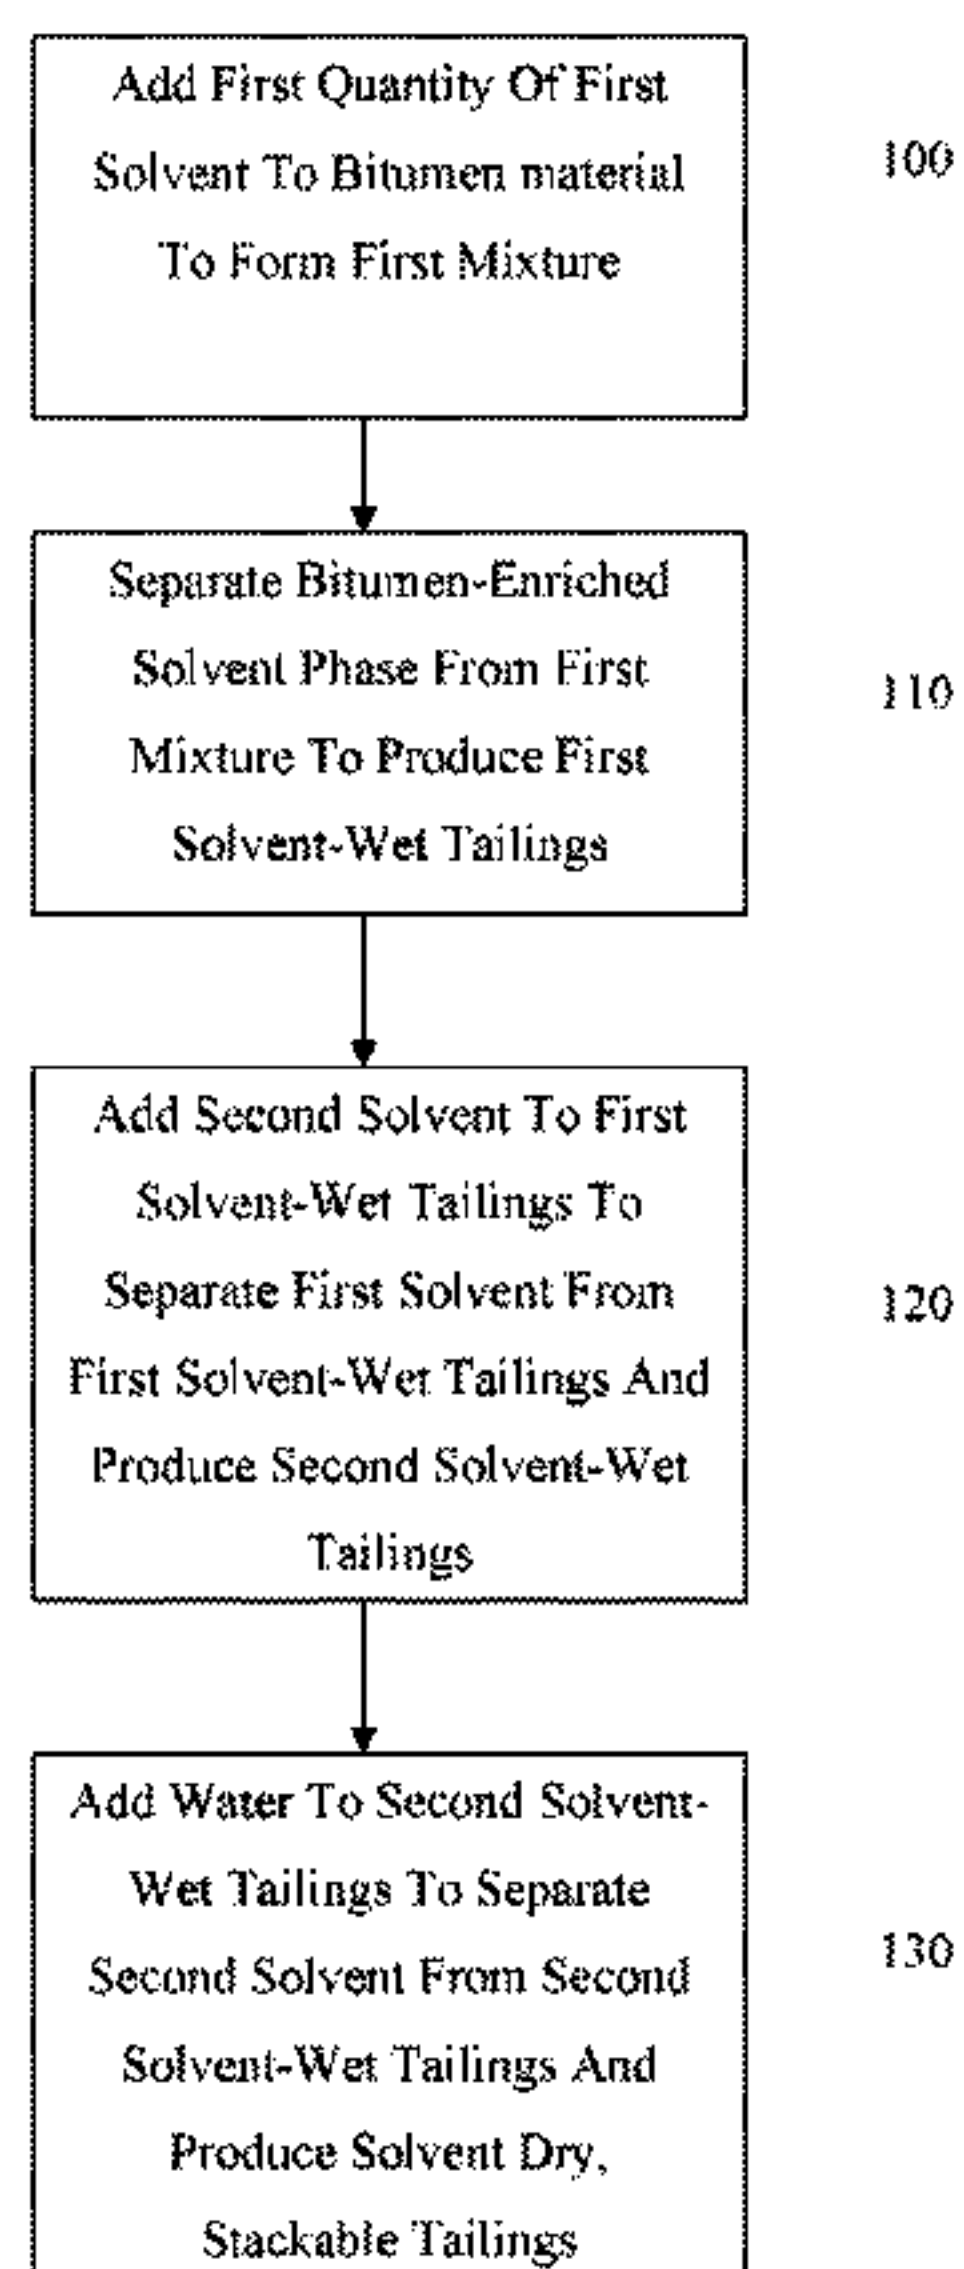 Add First Quantity Of First
Solvent To Bitumen material
To Form First Mixture
100
Separate Bitumen-Enriched
Solvent Phase From First
Mixture To Produce First
Solvent-Wet Tailings
110
Add Second Solvent To First
Solvent-Wet Tailings To
Separate First Solvent From
First Solvent-Wet Tailings And
Produce Second Solvent-Wet
Tailings
120
Add Water To Second Solvent-
Wet Tailings To Separate
Second Solvent From Second
Solvent-Wet Tailings And
Produce Solvent Dry,
Stackable Tailings
130